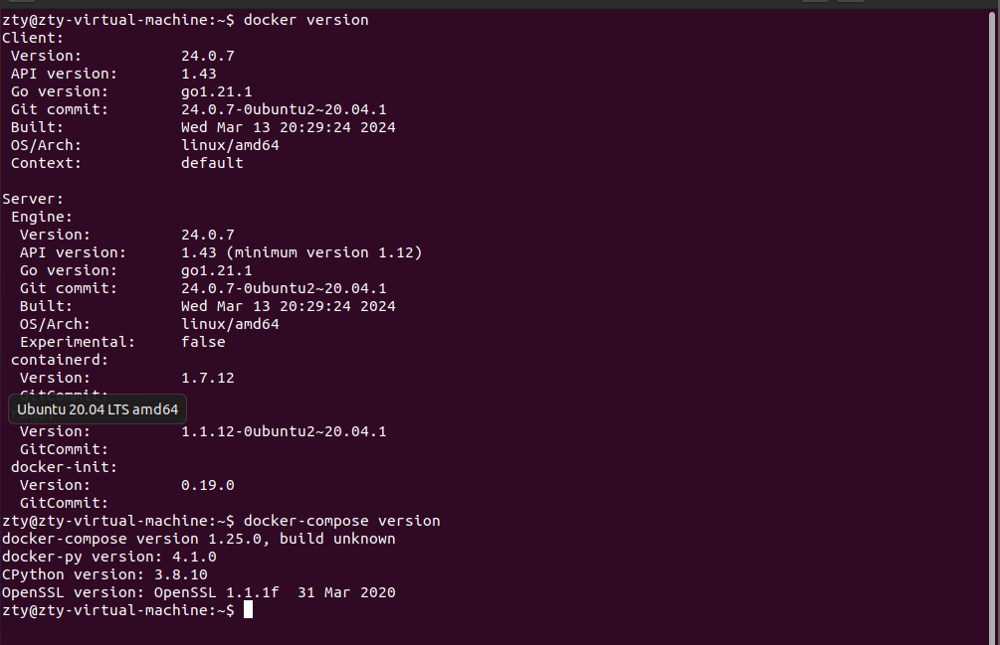 zty@zty-virtual-machine:~$ docker version
Client:
 Version:           24.0.7
 API version:       1.43
 Go version:        go1.21.1
 Git commit:        24.0.7-0ubuntu2~20.04.1
 Built:             Wed Mar 13 20:29:24 2024
 OS/Arch:           linux/amd64
 Context:           default

Server:
 Engine:
  Version:          24.0.7
  API version:      1.43 (minimum version 1.12)
  Go version:       go1.21.1
  Git commit:       24.0.7-0ubuntu2~20.04.1
  Built:            Wed Mar 13 20:29:24 2024
  OS/Arch:          linux/amd64
  Experimental:     false
 containerd:
  Version:          1.7.12
  GitCommit:
Ubuntu 20.04 LTS amd64
  Version:          1.1.12-0ubuntu2~20.04.1
  GitCommit:
 docker-init:
  Version:          0.19.0
  GitCommit:
zty@zty-virtual-machine:~$ docker-compose version
docker-compose version 1.25.0, build unknown
docker-py version: 4.1.0
CPython version: 3.8.10
OpenSSL version: OpenSSL 1.1.1f  31 Mar 2020
zty@zty-virtual-machine:~$